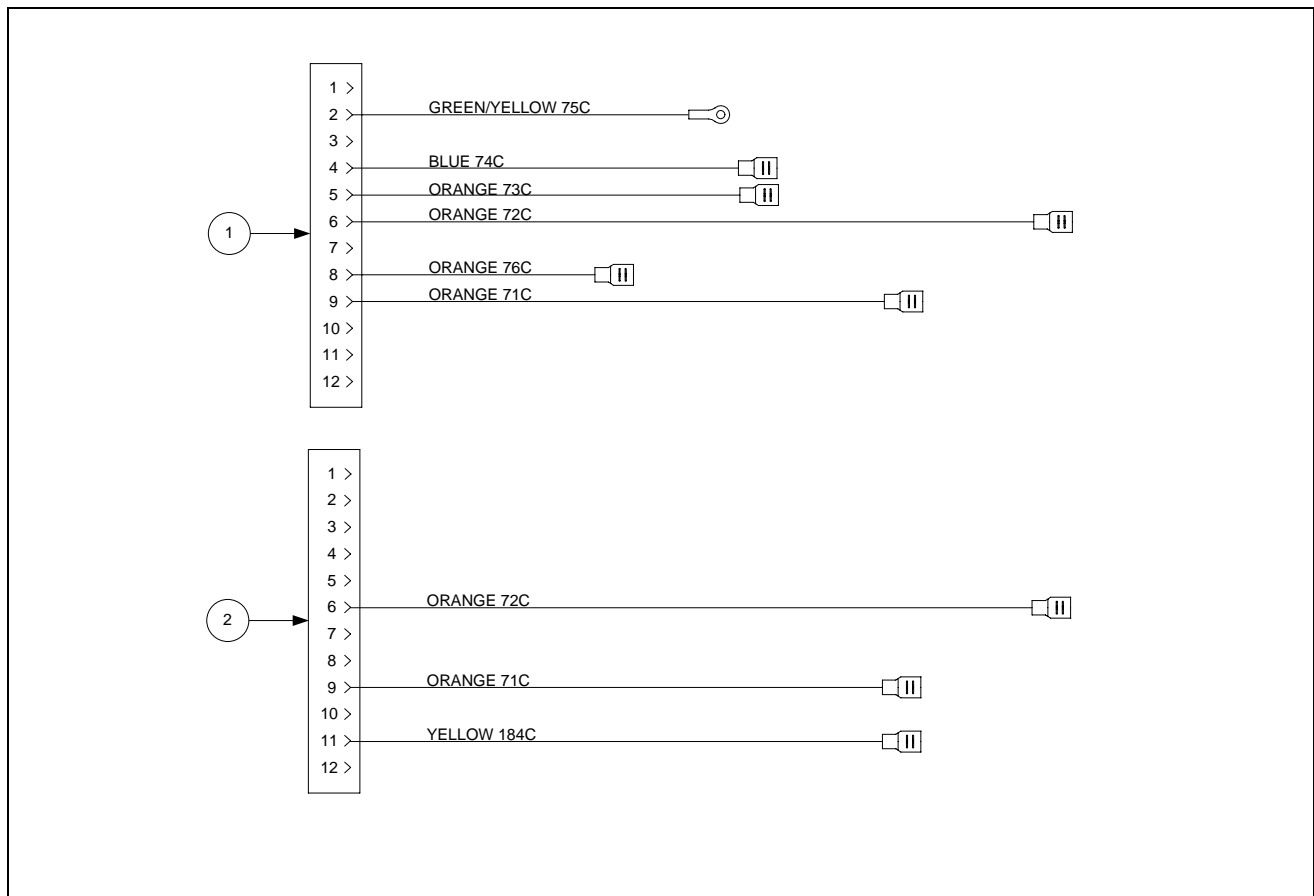 1
2 GREEN/YELLOW 75C
3
4 BLUE 74C
5 ORANGE 73C
6 ORANGE 72C
1
7
8 ORANGE 76C
9 ORANGE 71C
10
11
12
1
2
3
4
5
6 ORANGE 72C
2
7
8
9 ORANGE 71C
10
11 YELLOW 184C
12